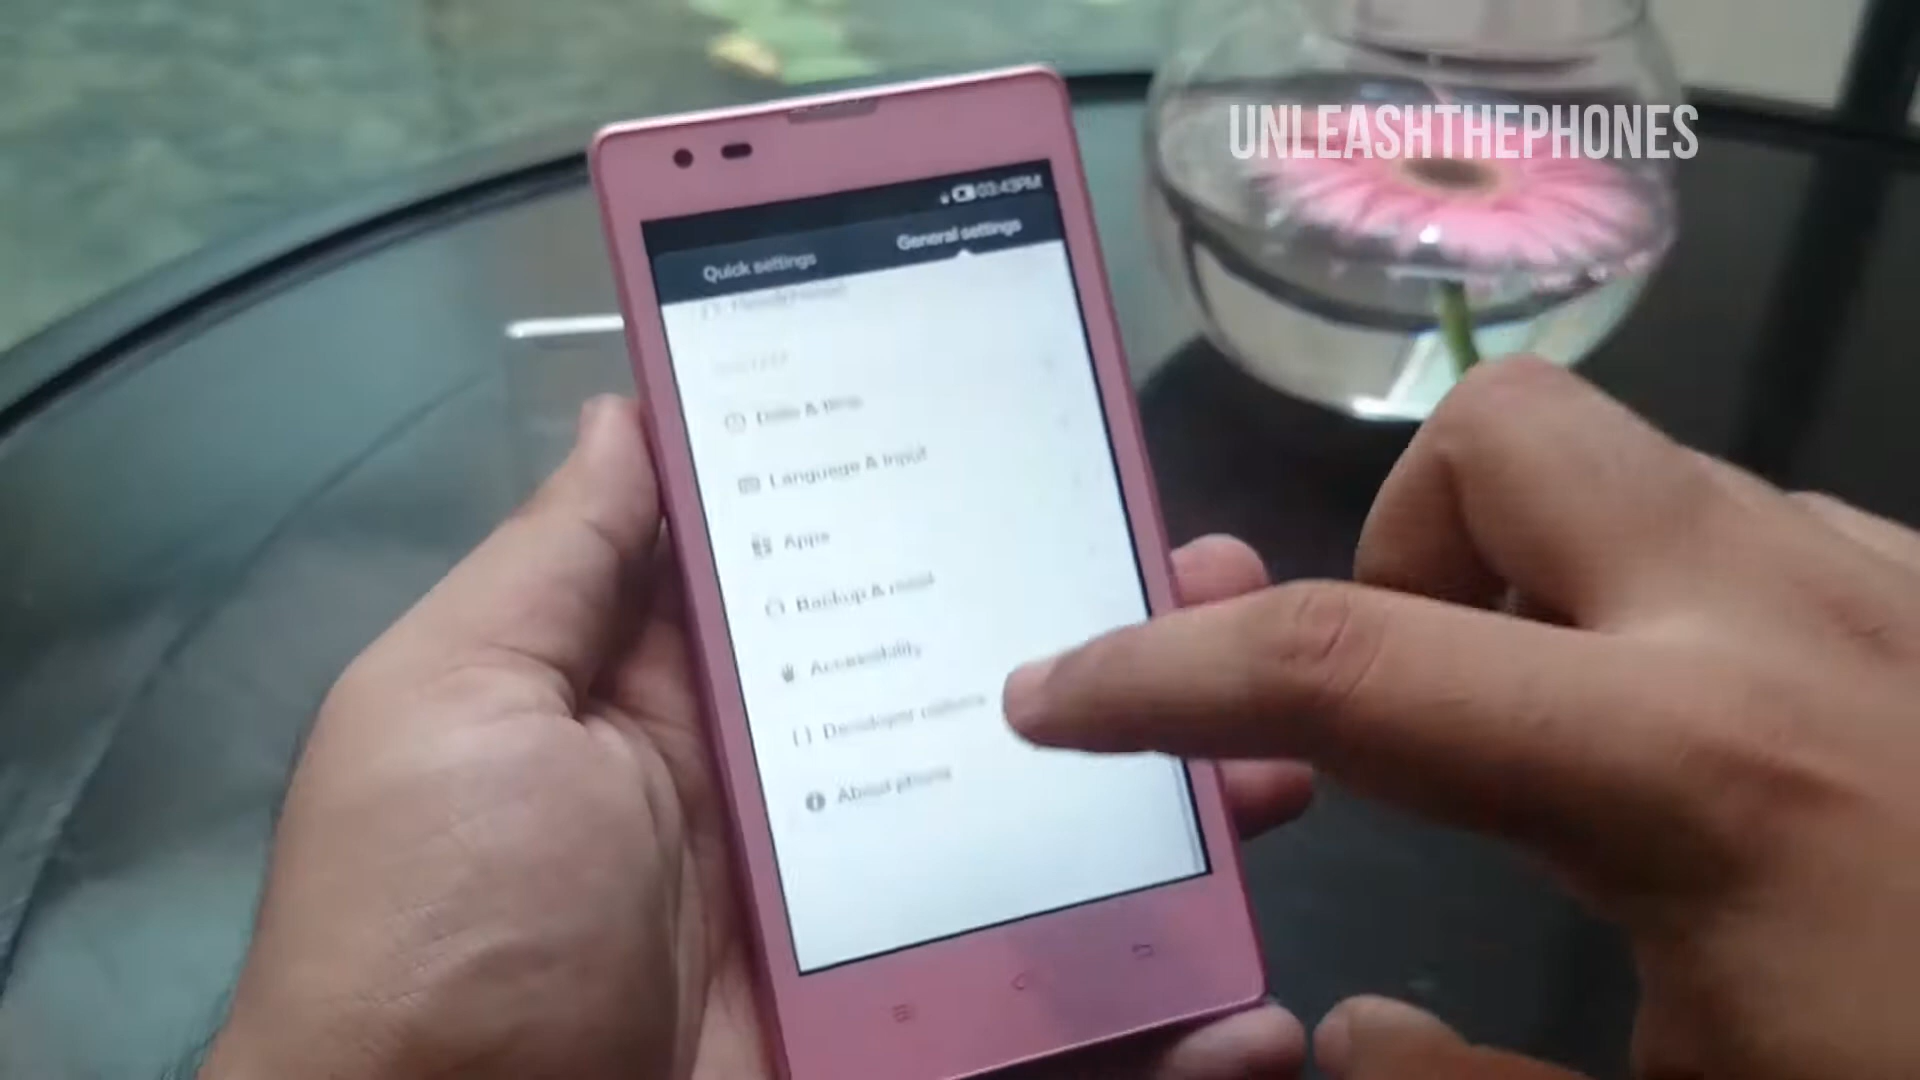 UNLEASHTHEPHONES
03:43PM
Quick settings
General settings
Date & time
Language & input
Apps
Backup & reset
Accessibility
Developer options
About phone